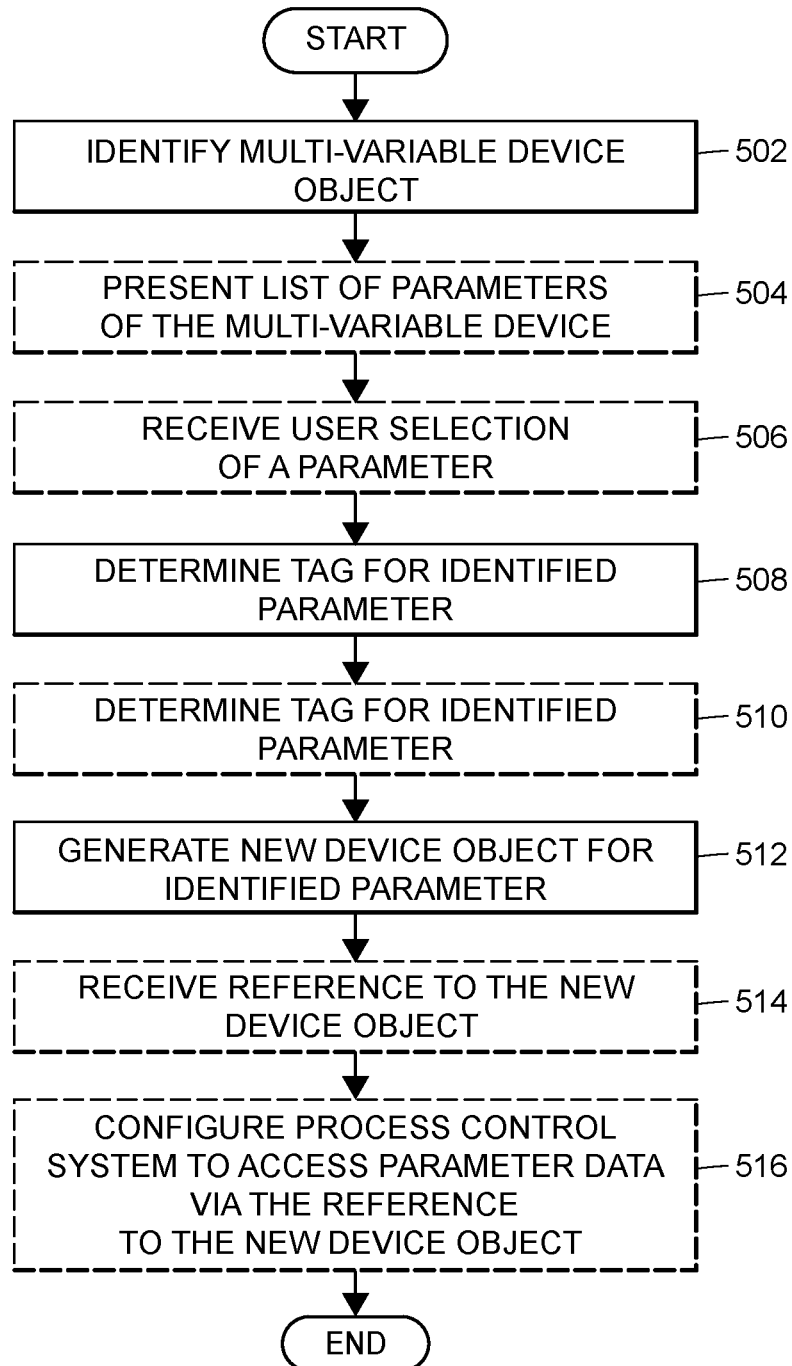 START
IDENTIFY MULTI-VARIABLE DEVICE
OBJECT
502
PRESENT LIST OF PARAMETERS
OF THE MULTI-VARIABLE DEVICE
504
RECEIVE USER SELECTION
OF A PARAMETER
506
DETERMINE TAG FOR IDENTIFIED
PARAMETER
508
DETERMINE TAG FOR IDENTIFIED
PARAMETER
510
GENERATE NEW DEVICE OBJECT FOR
IDENTIFIED PARAMETER
512
RECEIVE REFERENCE TO THE NEW
DEVICE OBJECT
514
CONFIGURE PROCESS CONTROL
SYSTEM TO ACCESS PARAMETER DATA
VIA THE REFERENCE
TO THE NEW DEVICE OBJECT
516
END